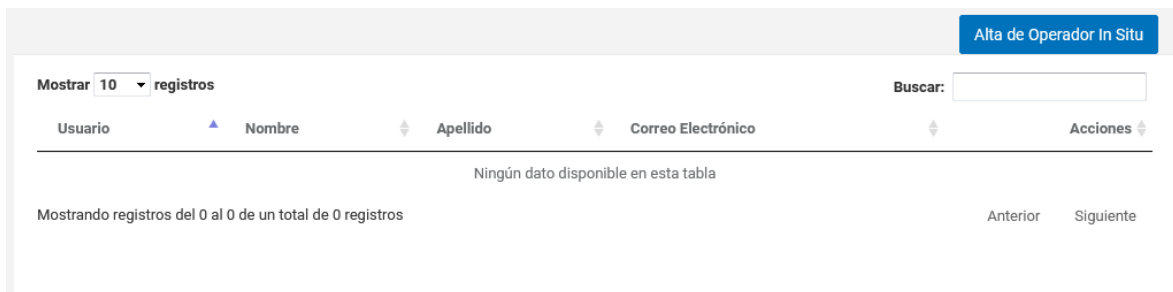 Alta de Operador In Situ
Mostrar 10 registros
Buscar:
Usuario Nombre Apellido Correo Electrónico Acciones
Ningún dato disponible en esta tabla
Mostrando registros del 0 al 0 de un total de 0 registros
Anterior Siguiente